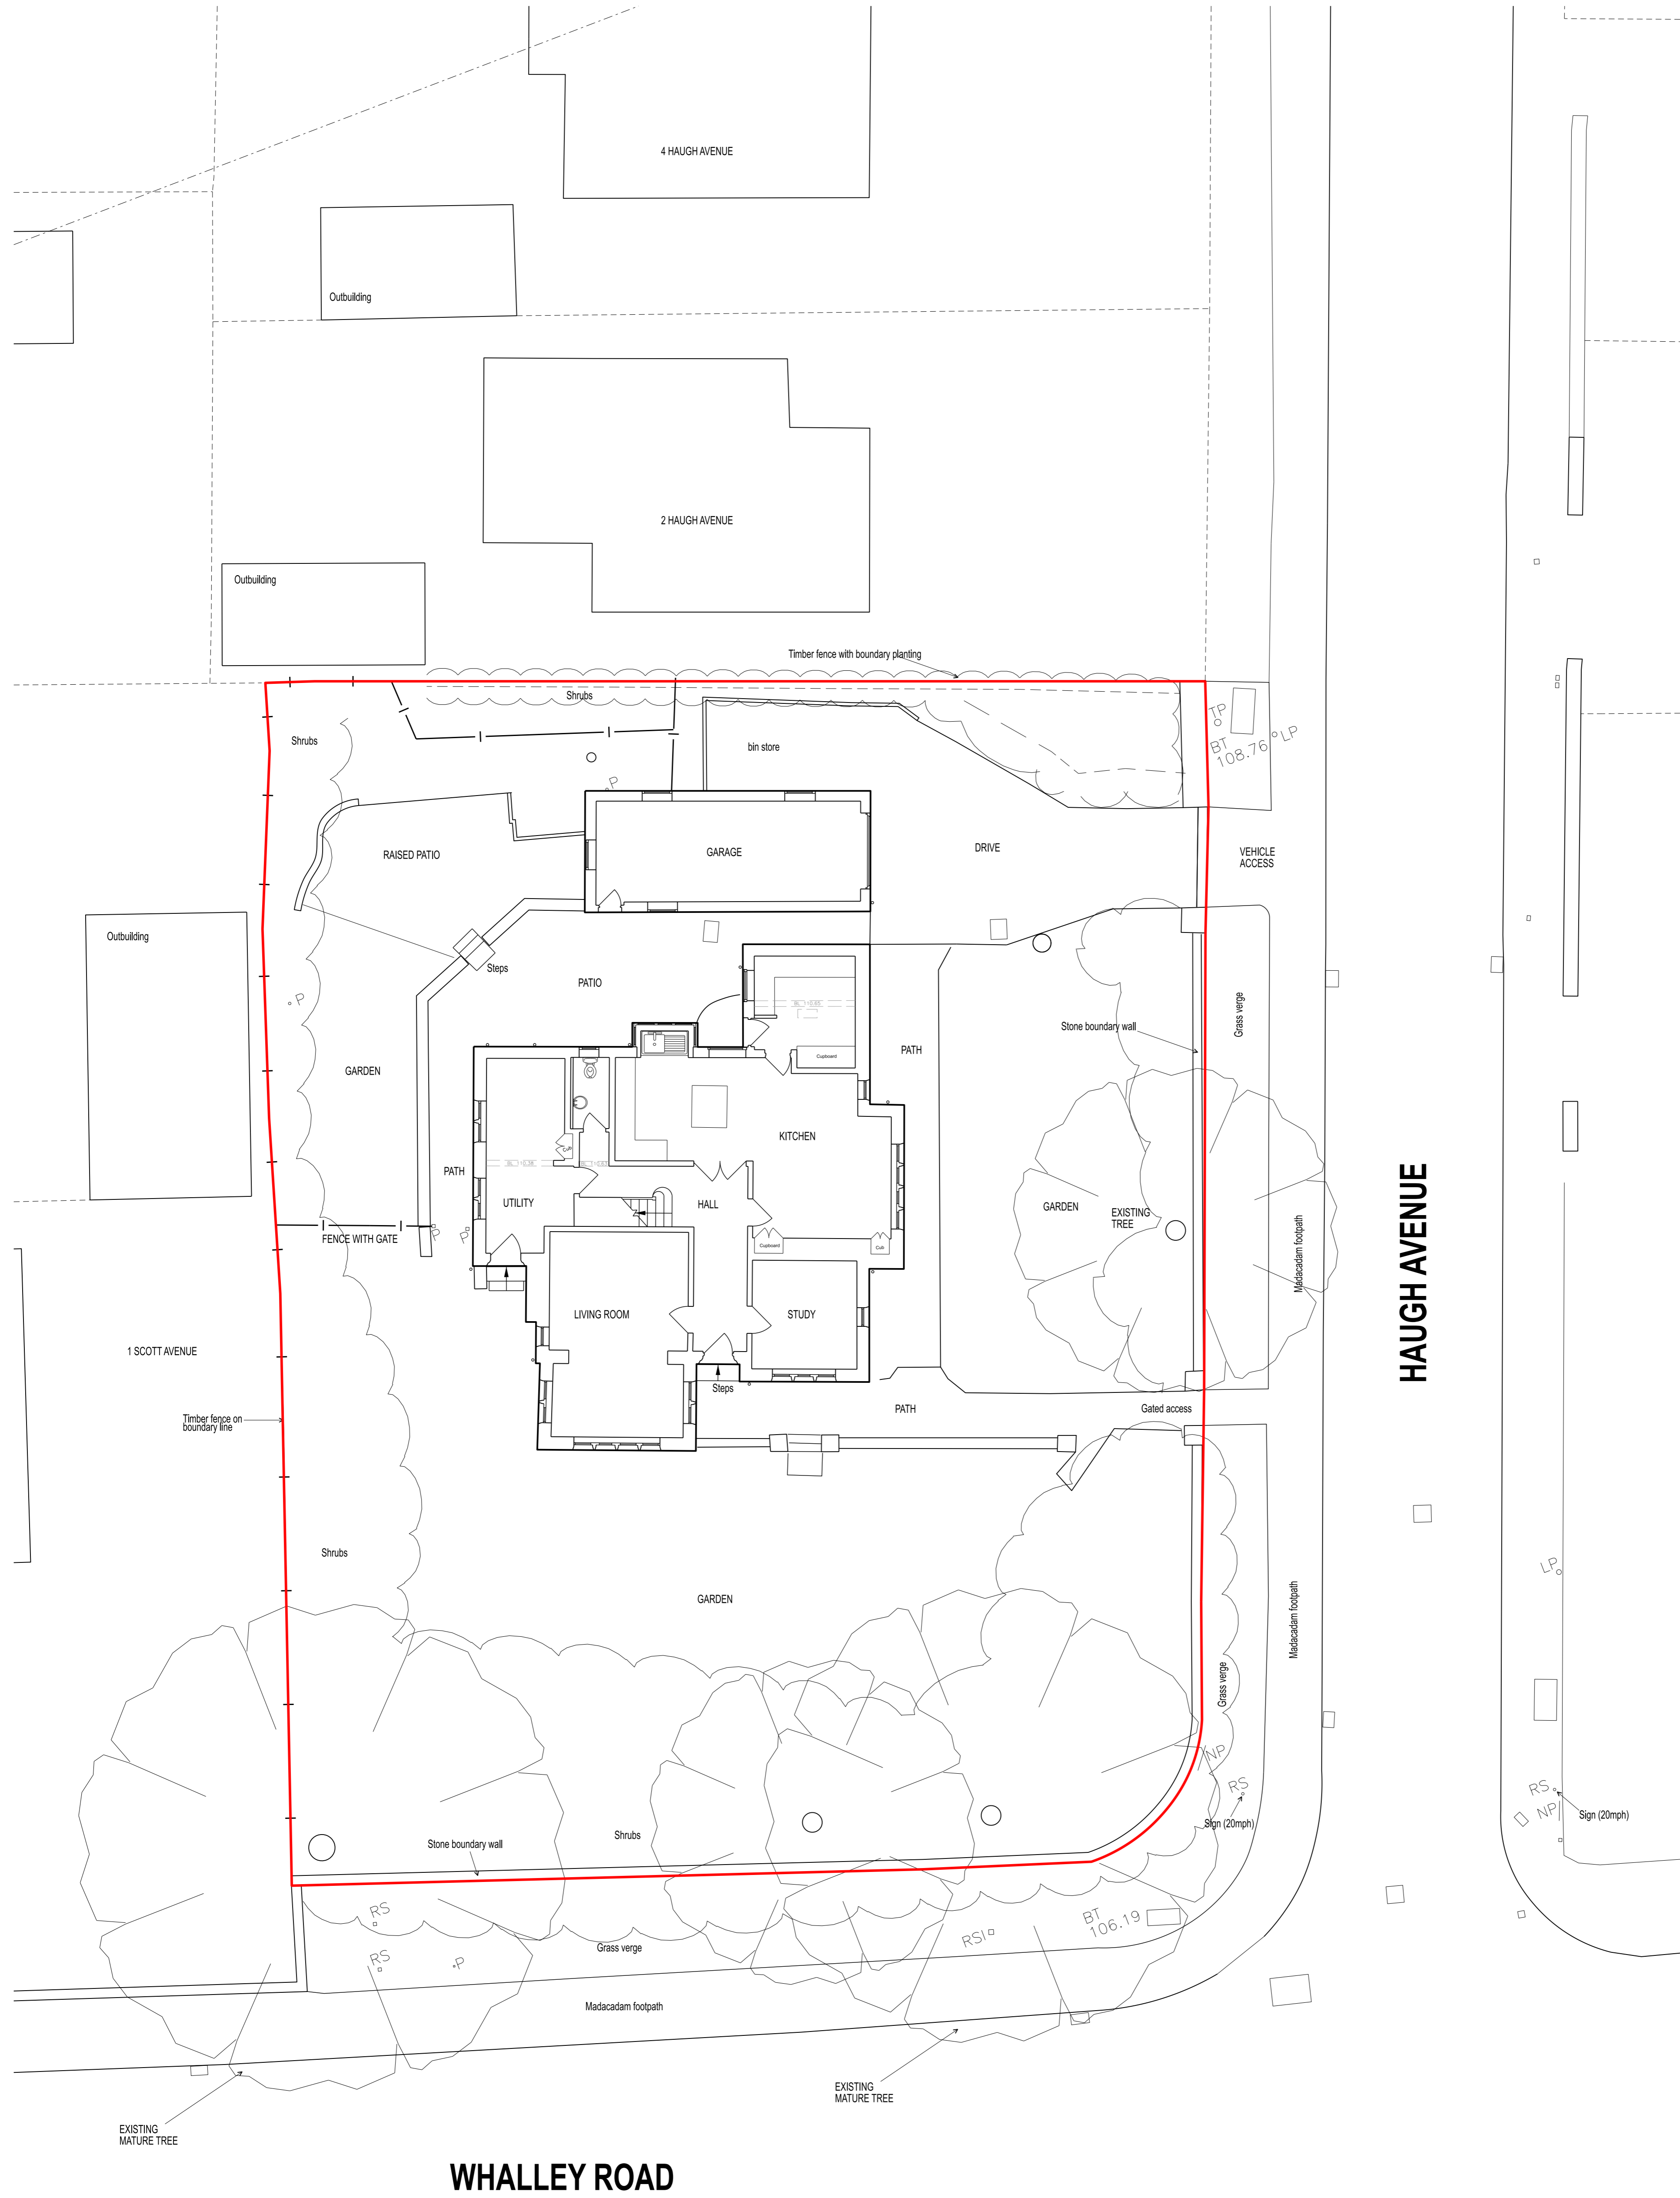 4 HAUGH AVENUE
Outbuilding
2 HAUGH AVENUE
Outbuilding
Timber fence with boundary planting
Shrubs
TP
BT
108.76
LP
Shrubs
bin store
P
RAISED PATIO
GARAGE
DRIVE
VEHICLE
ACCESS
Outbuilding
Steps
PATIO
P
Grass verge
Stone boundary wall
Cupboard
PATH
GARDEN
KITCHEN
Cup
PATH
UTILITY
HALL
GARDEN
EXISTING
TREE
P
P
FENCE WITH GATE
Cupboard
Cub
Madacadam footpath
HAUGH AVENUE
LIVING ROOM
STUDY
1 SCOTT AVENUE
Steps
PATH
Gated access
Timber fence on
boundary line
Shrubs
LP
GARDEN
Madacadam footpath
Grass verge
NP
RS
Sign (20mph)
RS
NP
Sign (20mph)
Shrubs
Stone boundary wall
RS
BT
106.19
RSI
Grass verge
RS
P
Madacadam footpath
EXISTING
MATURE TREE
EXISTING
MATURE TREE
WHALLEY ROAD